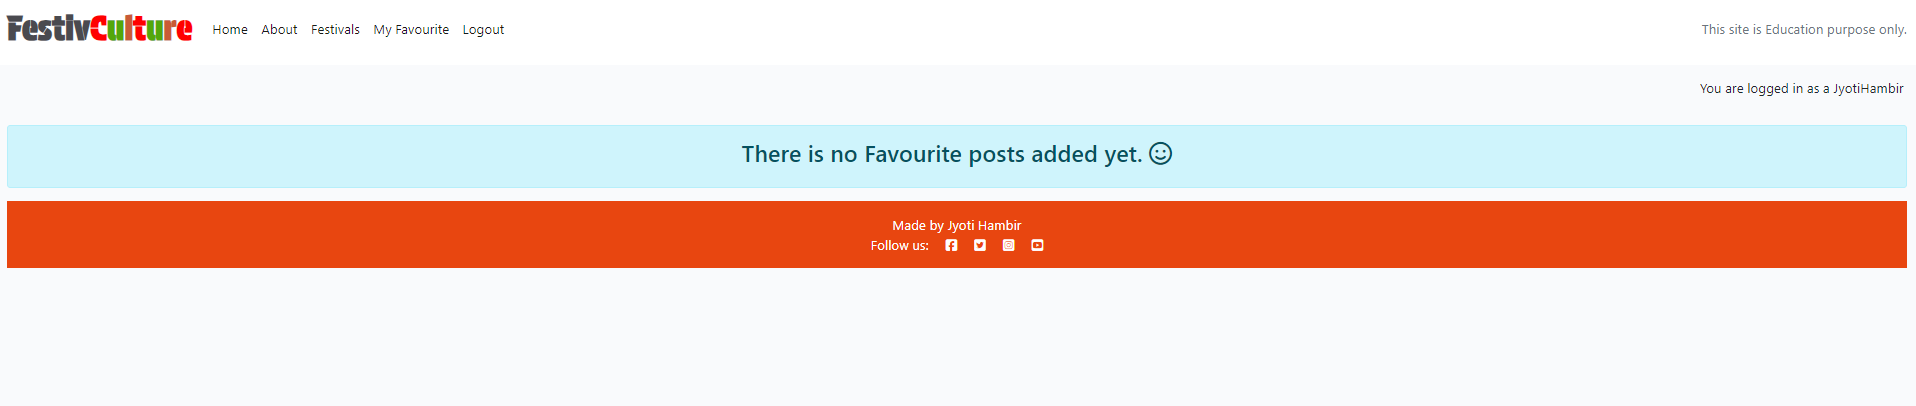 FestivCulture Home About Festivals My Favourite Logout This site is Education purpose only.
You are logged in as a JyotiHambir
There is no Favourite posts added yet.
Made by Jyoti Hambir
Follow us: